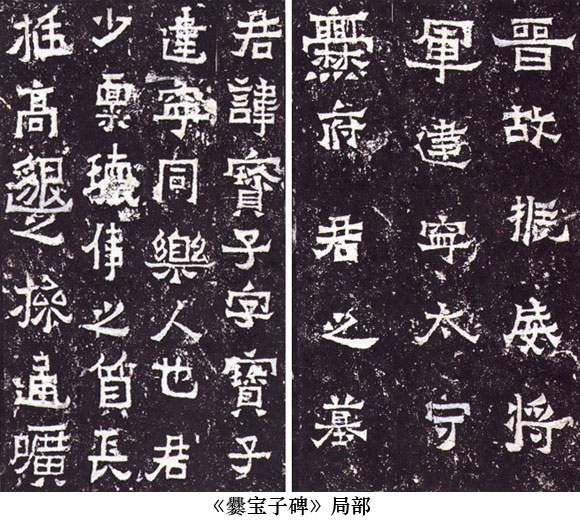 晉故振威將
軍建寧太守
爨府君之墓
君諱寶子字寶子
建寧同樂人也君
少稟瓌偉之質長
挺高邈之操通曠
《爨宝子碑》局部